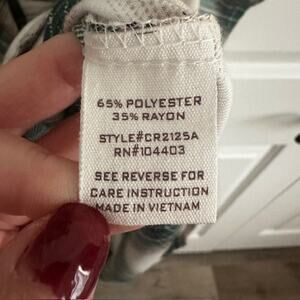 65% POLYESTER
35% RAYON
STYLE#CR2125A
RN#104403
SEE REVERSE FOR
CARE INSTRUCTION
MADE IN VIETNAM